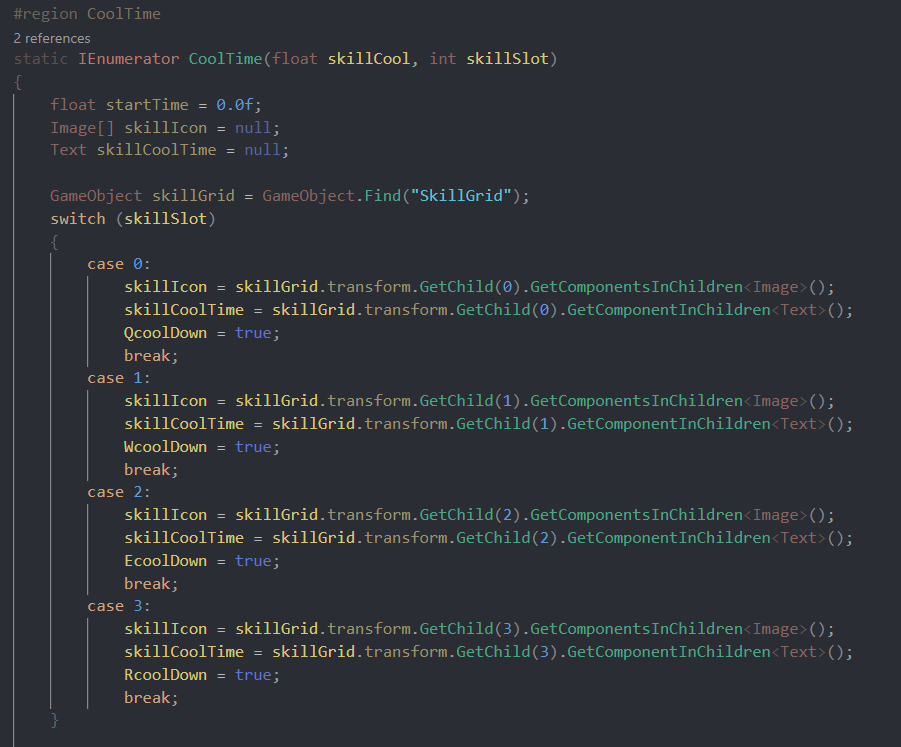 #region CoolTime
2 references
static IEnumerator CoolTime(float skillCool, int skillSlot)
{
    float startTime = 0.0f;
    Image[] skillIcon = null;
    Text skillCoolTime = null;

    GameObject skillGrid = GameObject.Find("SkillGrid");
    switch (skillSlot)
    {
        case 0:
            skillIcon = skillGrid.transform.GetChild(0).GetComponentsInChildren<Image>();
            skillCoolTime = skillGrid.transform.GetChild(0).GetComponentInChildren<Text>();
            QcoolDown = true;
            break;
        case 1:
            skillIcon = skillGrid.transform.GetChild(1).GetComponentsInChildren<Image>();
            skillCoolTime = skillGrid.transform.GetChild(1).GetComponentInChildren<Text>();
            WcoolDown = true;
            break;
        case 2:
            skillIcon = skillGrid.transform.GetChild(2).GetComponentsInChildren<Image>();
            skillCoolTime = skillGrid.transform.GetChild(2).GetComponentInChildren<Text>();
            EcoolDown = true;
            break;
        case 3:
            skillIcon = skillGrid.transform.GetChild(3).GetComponentsInChildren<Image>();
            skillCoolTime = skillGrid.transform.GetChild(3).GetComponentInChildren<Text>();
            RcoolDown = true;
            break;
    }